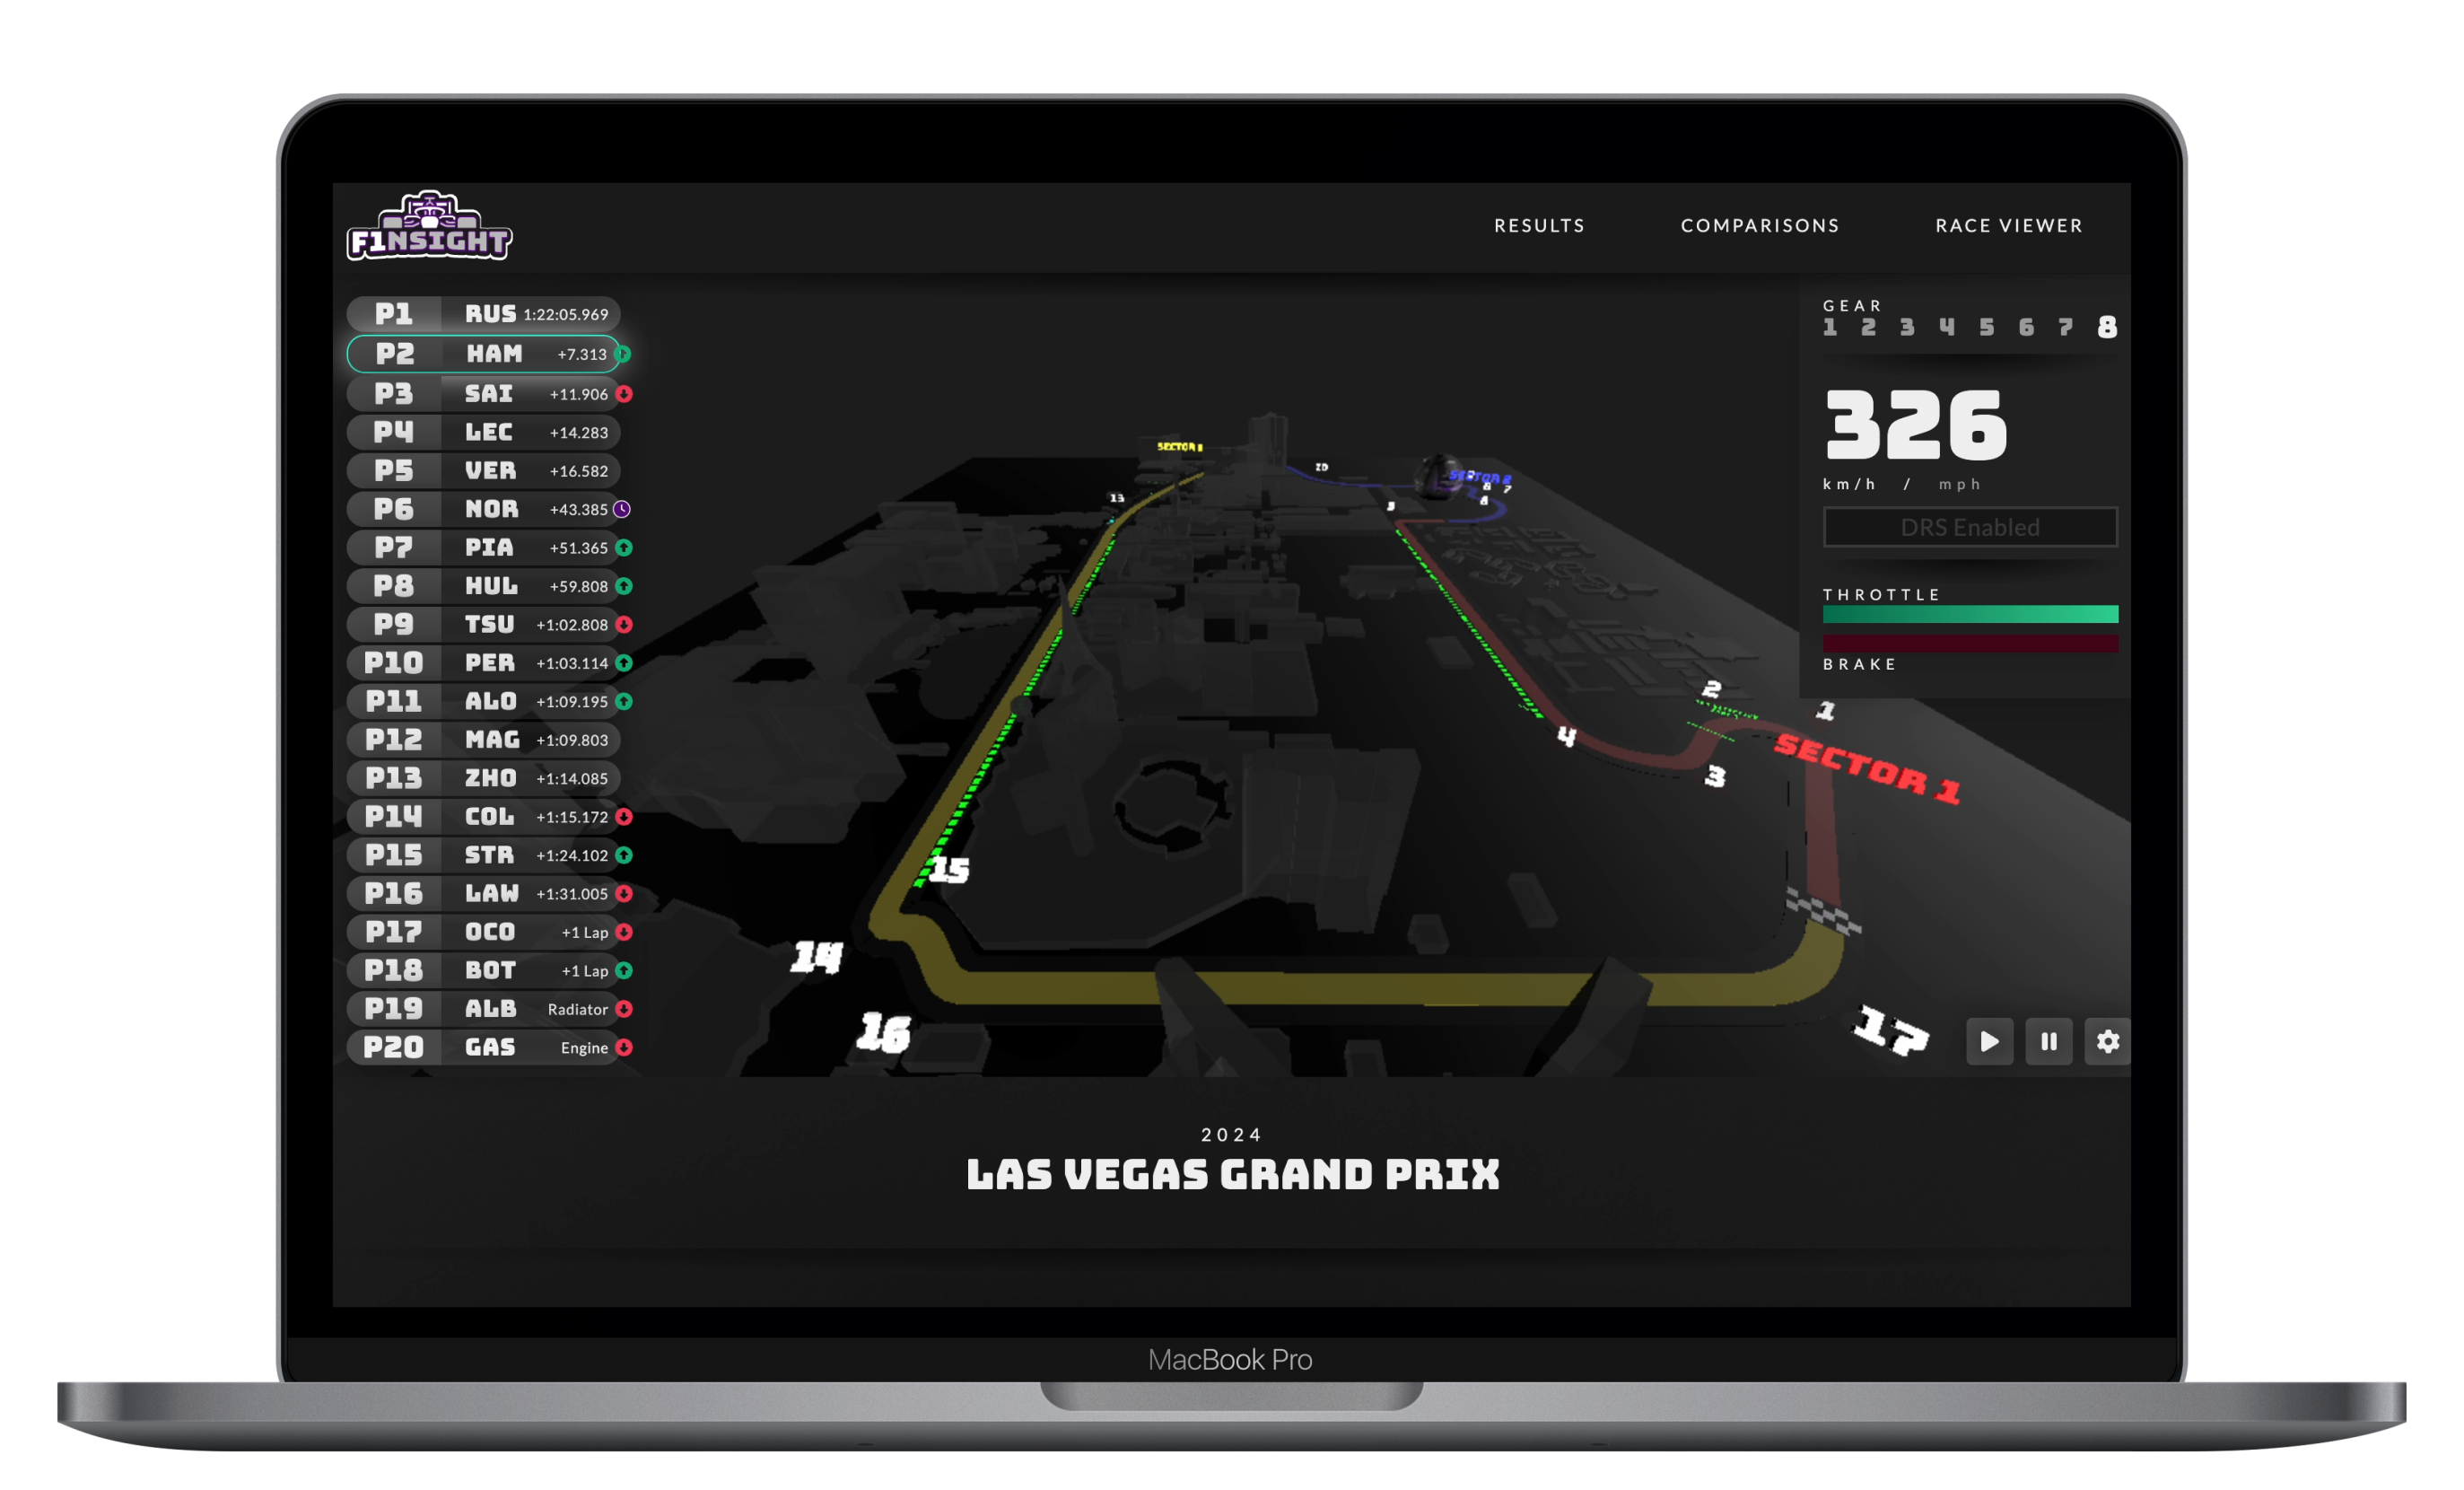 F1NSIGHT
RESULTS COMPARISONS RACE VIEWER
P1 RUS 1:22:05.969
P2 HAM +7.313
P3 SAI +11.906
P4 LEC +14.283
P5 VER +16.582
P6 NOR +43.385
P7 PIA +51.365
P8 HUL +59.808
P9 TSU +1:02.808
P10 PER +1:03.114
P11 ALO +1:09.195
P12 MAG +1:09.803
P13 ZHO +1:14.085
P14 COL +1:15.172
P15 STR +1:24.102
P16 LAW +1:31.005
P17 OCO +1 Lap
P18 BOT +1 Lap
P19 ALB Radiator
P20 GAS Engine
GEAR
1 2 3 4 5 6 7 8
326
km/h / mph
DRS Enabled
THROTTLE
BRAKE
SECTOR 2
7
13
2
1
4
3
SECTOR 1
15
14
16
17
2024
LAS VEGAS GRAND PRIX
MacBook Pro